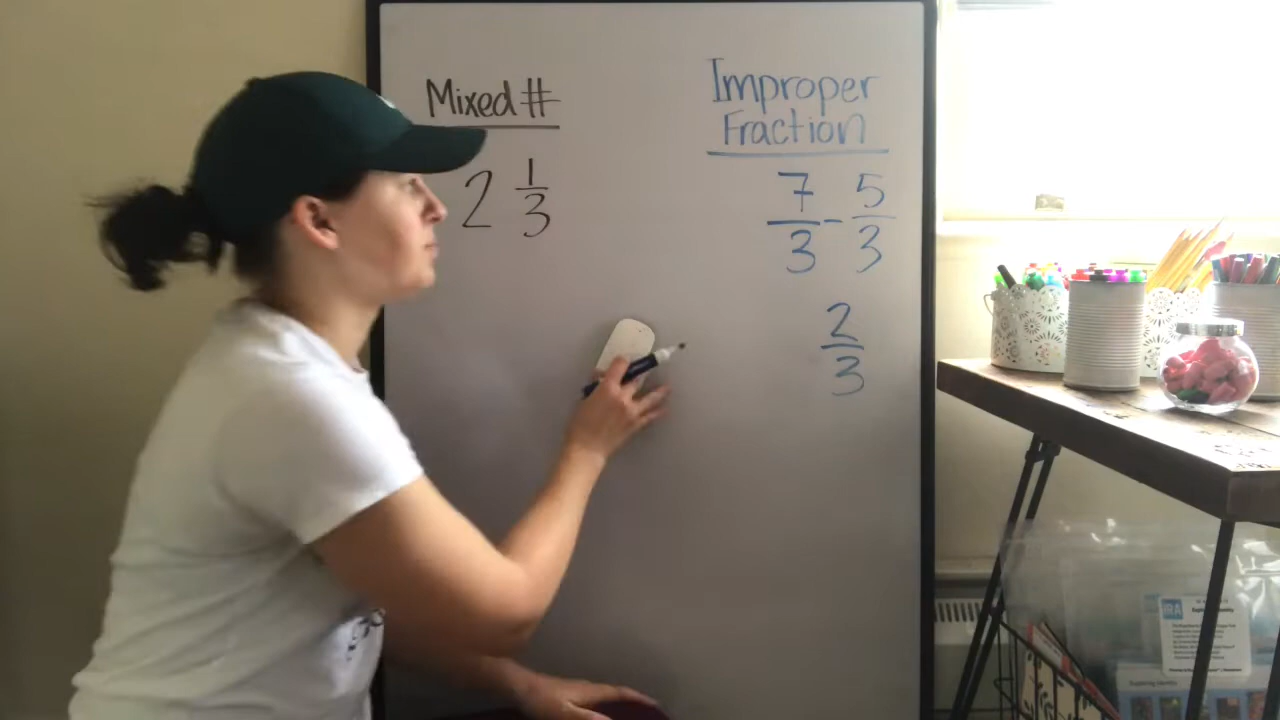 Mixed #
2 1/3
Improper
Fraction
7/3 - 5/3
2/3